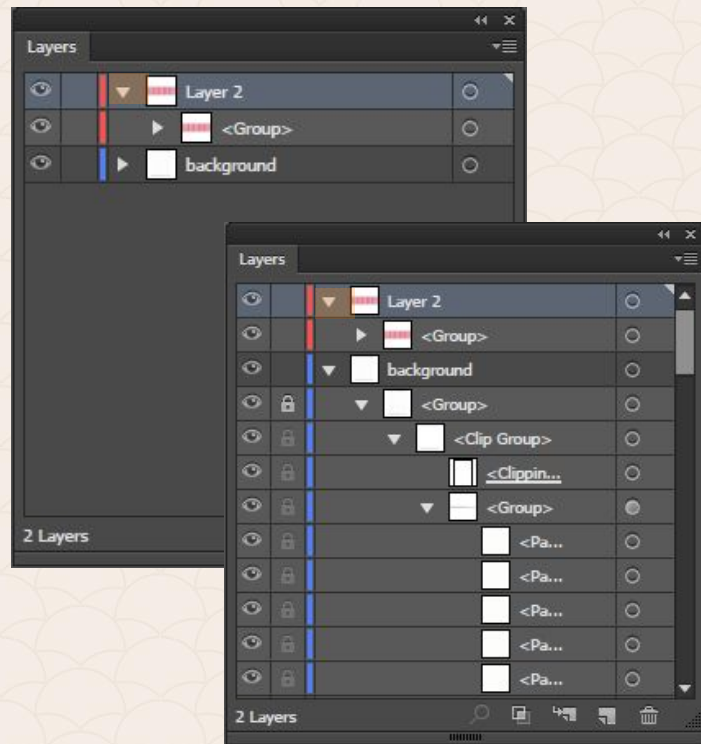 Layers
Layer 2
<Group>
background
2 Layers
Layers
Layer 2
<Group>
background
<Group>
<Clip Group>
<Clippin...
<Group>
<Pa...
<Pa...
<Pa...
<Pa...
<Pa...
2 Layers